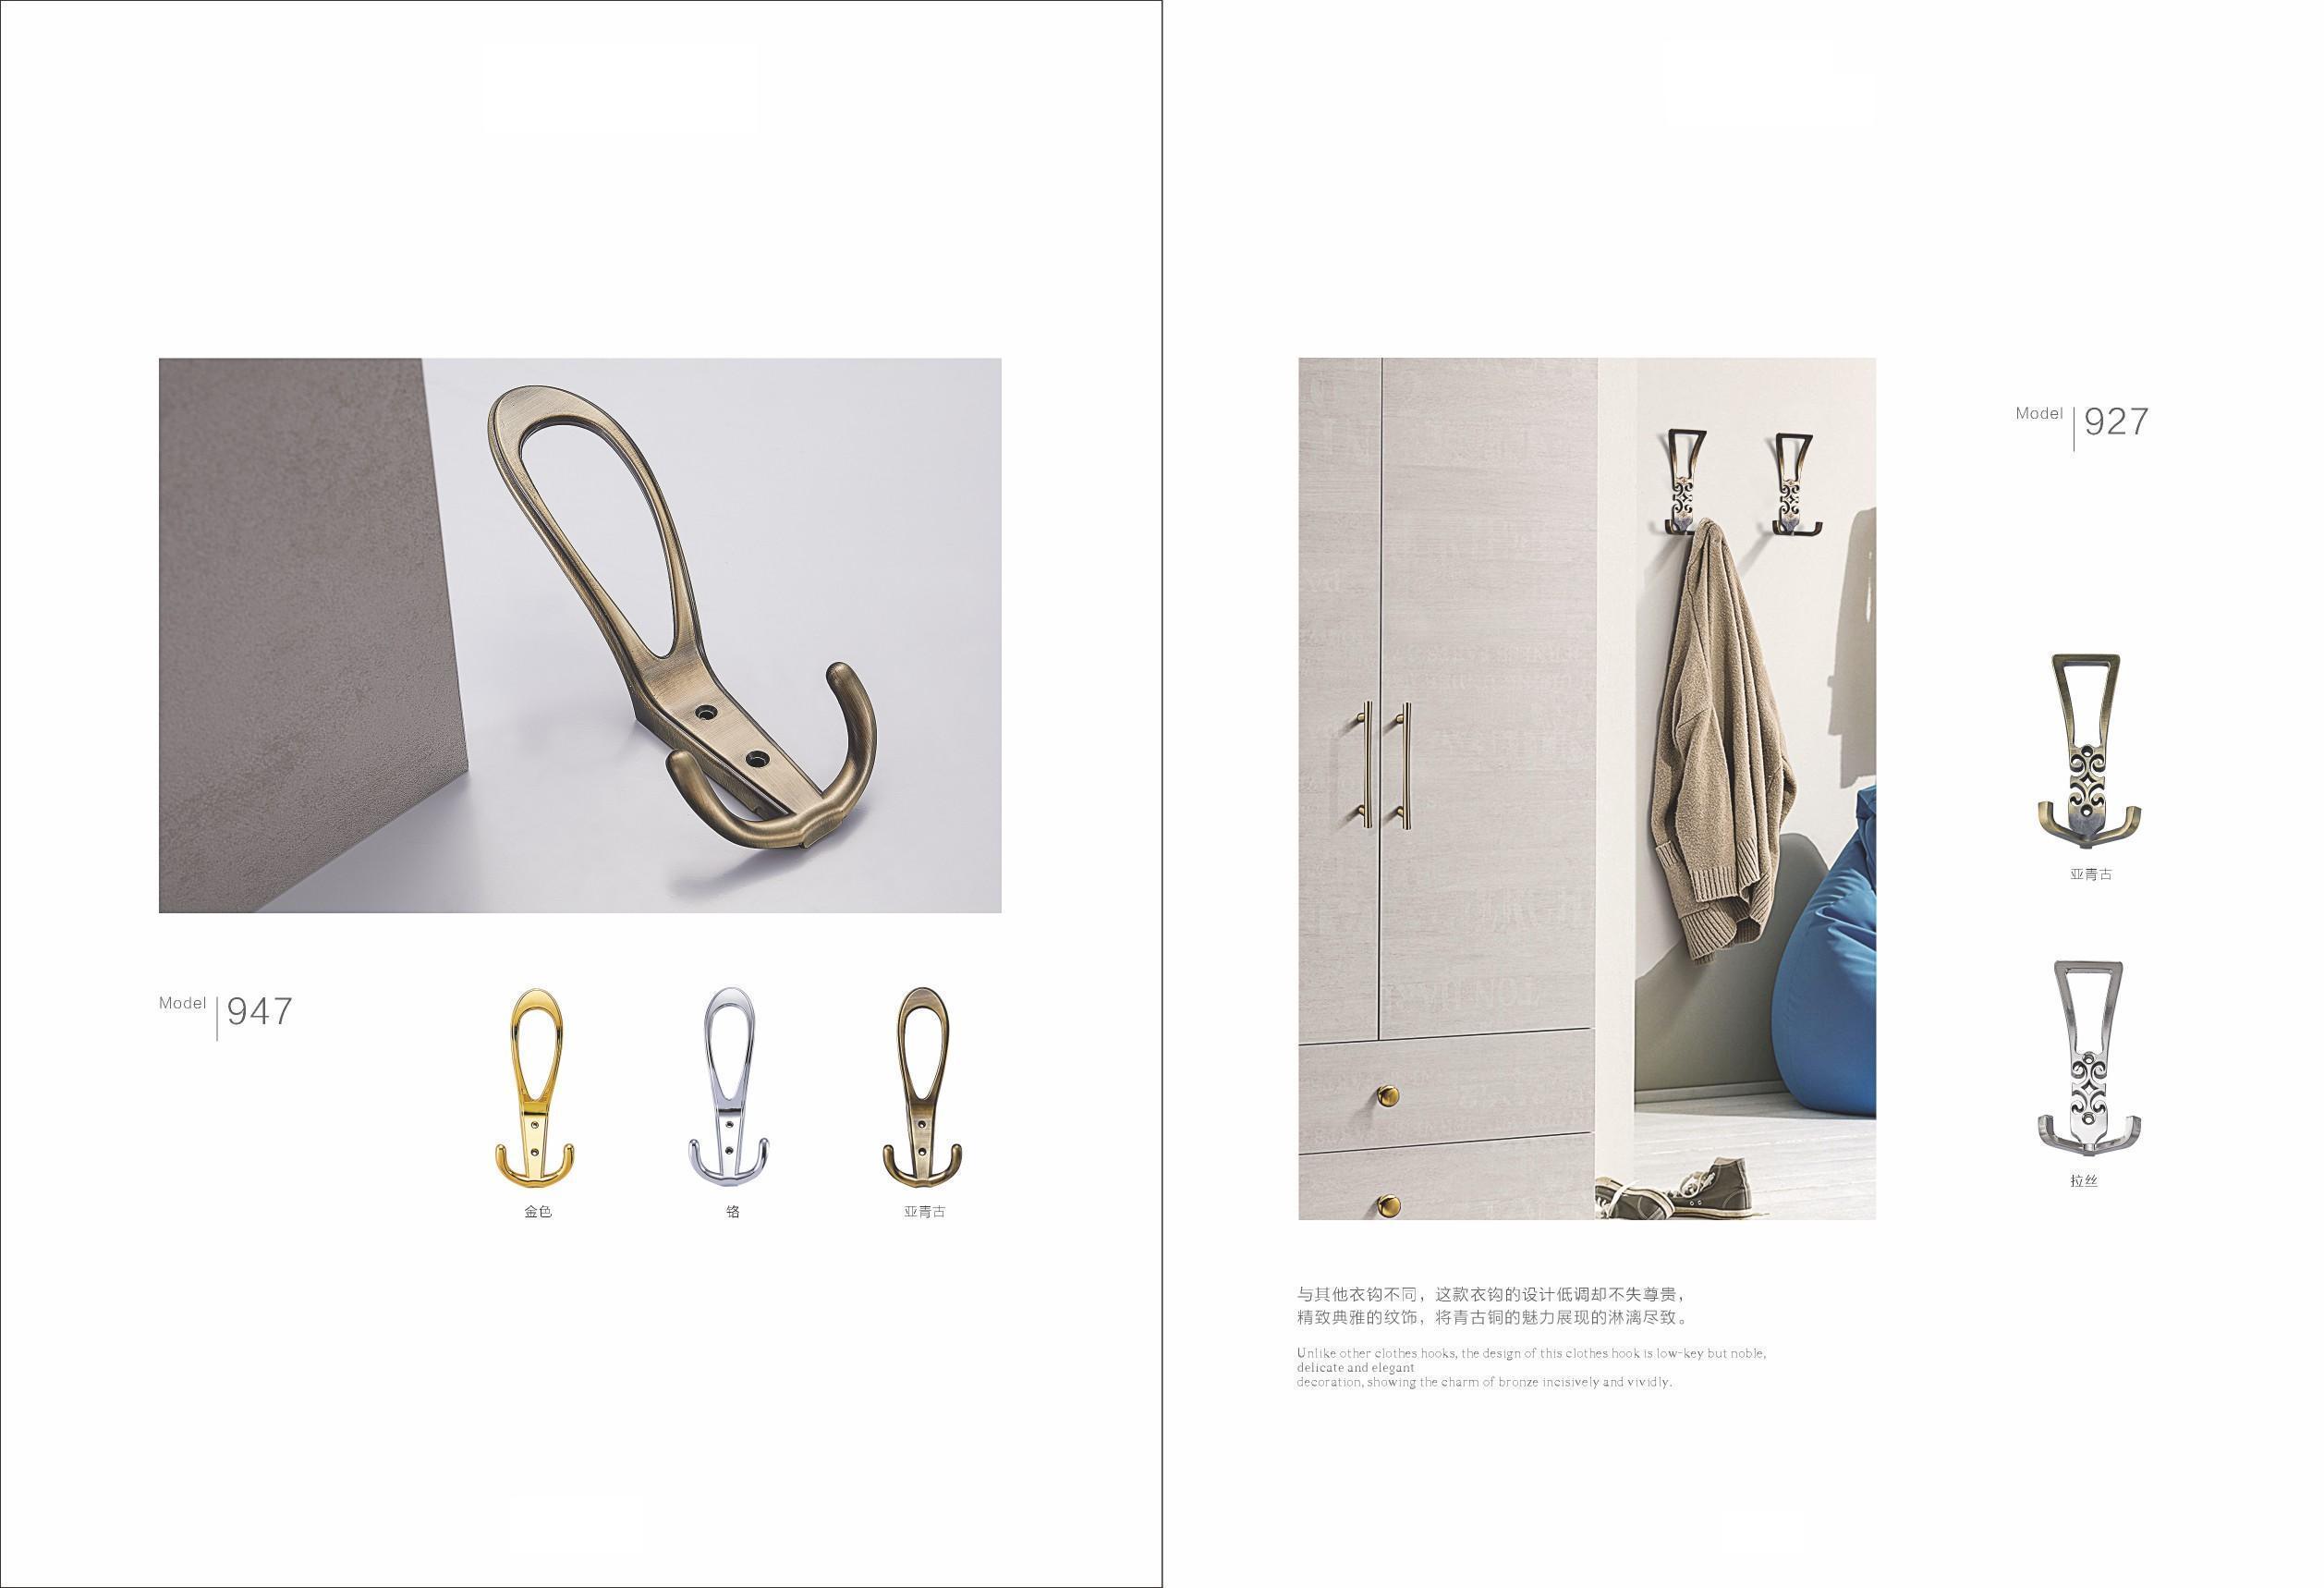 Model 947
金色
铬
亚青古
Model 927
亚青古
拉丝
与其他衣钩不同，这款衣钩的设计低调却不失尊贵，
精致典雅的纹饰，将青古铜的魅力展现的淋漓尽致。
Unlike other clothes hooks, the design of this clothes hook is low-key but noble,
delicate and elegant
decoration, showing the charm of bronze incisively and vividly.